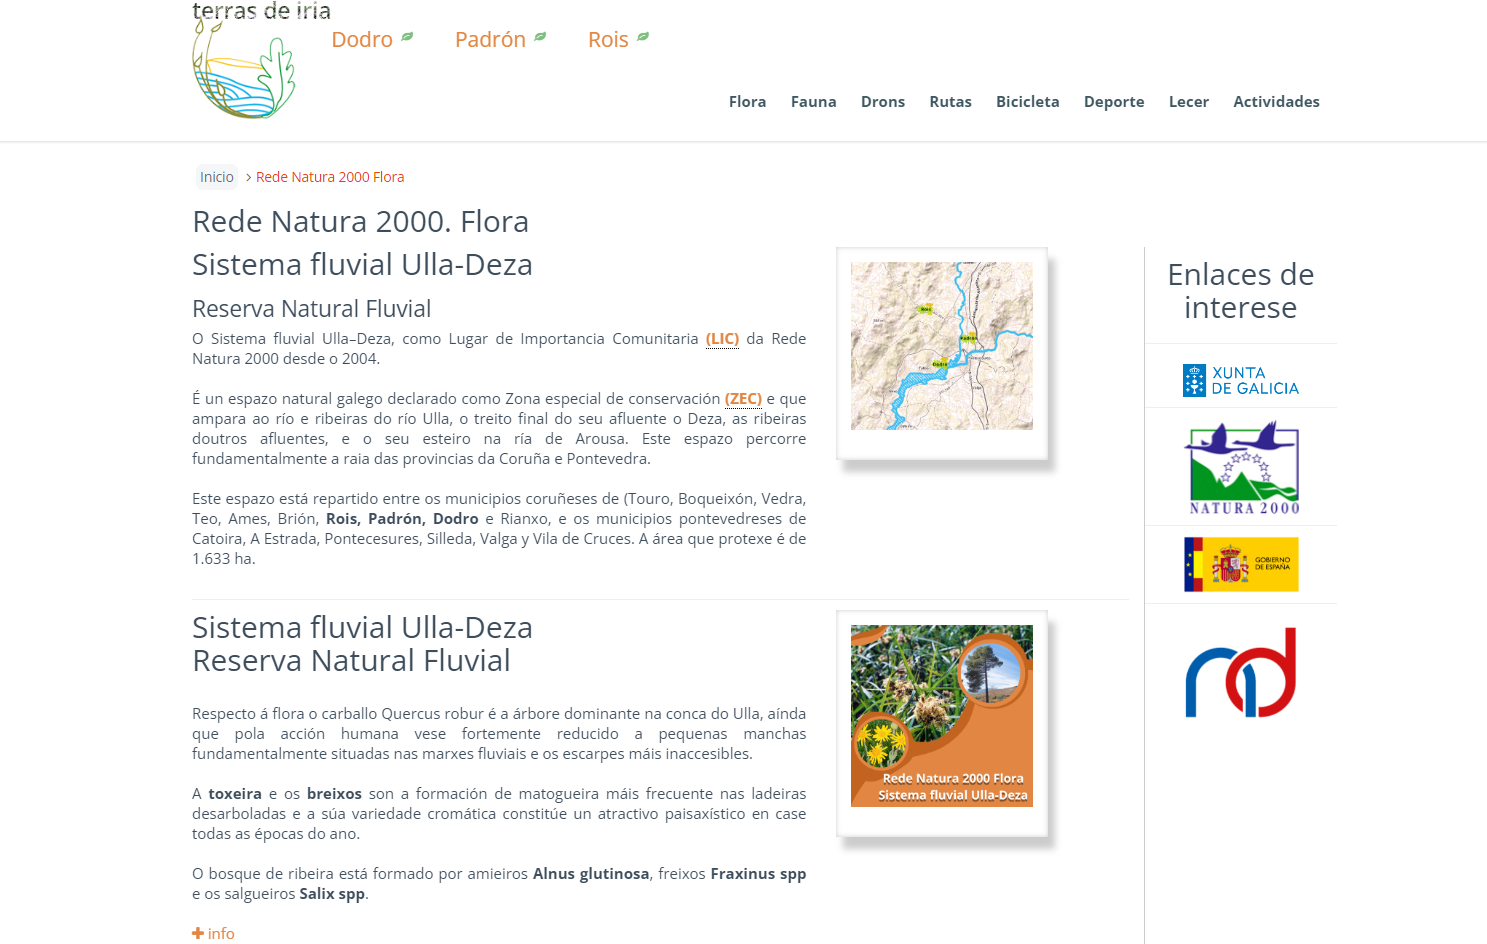 terras de iria
Dodro
Padrón
Rois
Flora
Fauna
Drons
Rutas
Bicicleta
Deporte
Lecer
Actividades
Inicio
Rede Natura 2000 Flora
Rede Natura 2000. Flora
Sistema fluvial Ulla-Deza
Reserva Natural Fluvial
O Sistema fluvial Ulla–Deza, como Lugar de Importancia Comunitaria (LIC) da Rede
Natura 2000 desde o 2004.
É un espazo natural galego declarado como Zona especial de conservación (ZEC) e que
ampara ao río e ribeiras do río Ulla, o treito final do seu afluente o Deza, as ribeiras
doutros afluentes, e o seu esteiro na ría de Arousa. Este espazo percorre
fundamentalmente a raia das provincias da Coruña e Pontevedra.
Este espazo está repartido entre os municipios coruñeses de (Touro, Boqueixón, Vedra,
Teo, Ames, Brión, Rois, Padrón, Dodro e Rianxo, e os municipios pontevedreses de
Catoira, A Estrada, Pontecesures, Silleda, Valga y Vila de Cruces. A área que protexe é de
1.633 ha.
Rois
Padrón
Dodro
Enlaces de
interese
XUNTA
DE GALICIA
NATURA 2000
GOBIERNO
DE ESPAÑA
Sistema fluvial Ulla-Deza
Reserva Natural Fluvial
Respecto á flora o carballo Quercus robur é a árbore dominante na conca do Ulla, aínda
que pola acción humana vese fortemente reducido a pequenas manchas
fundamentalmente situadas nas marxes fluviais e os escarpes máis inaccesibles.
A toxeira e os breixos son a formación de matogueira máis frecuente nas ladeiras
desarboladas e a súa variedade cromática constitúe un atractivo paisaxístico en case
todas as épocas do ano.
O bosque de ribeira está formado por amieiros Alnus glutinosa, freixos Fraxinus spp
e os salgueiros Salix spp.
info
Rede Natura 2000 Flora
Sistema fluvial Ulla-Deza